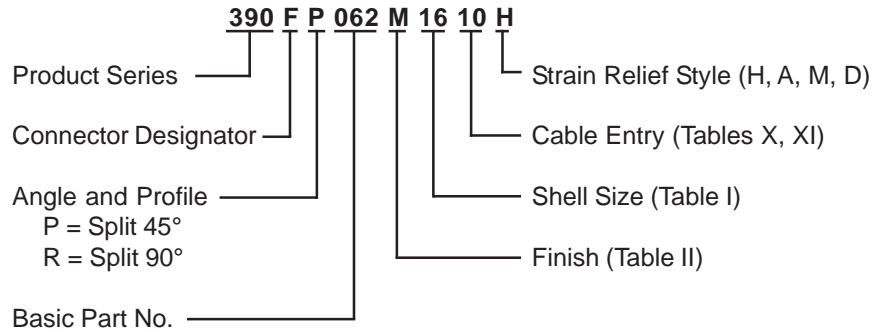 390 F P 062 M 16 10 H
Product Series
Connector Designator
Angle and Profile
P = Split 45°
R = Split 90°
Basic Part No.
Strain Relief Style (H, A, M, D)
Cable Entry (Tables X, XI)
Shell Size (Table I)
Finish (Table II)